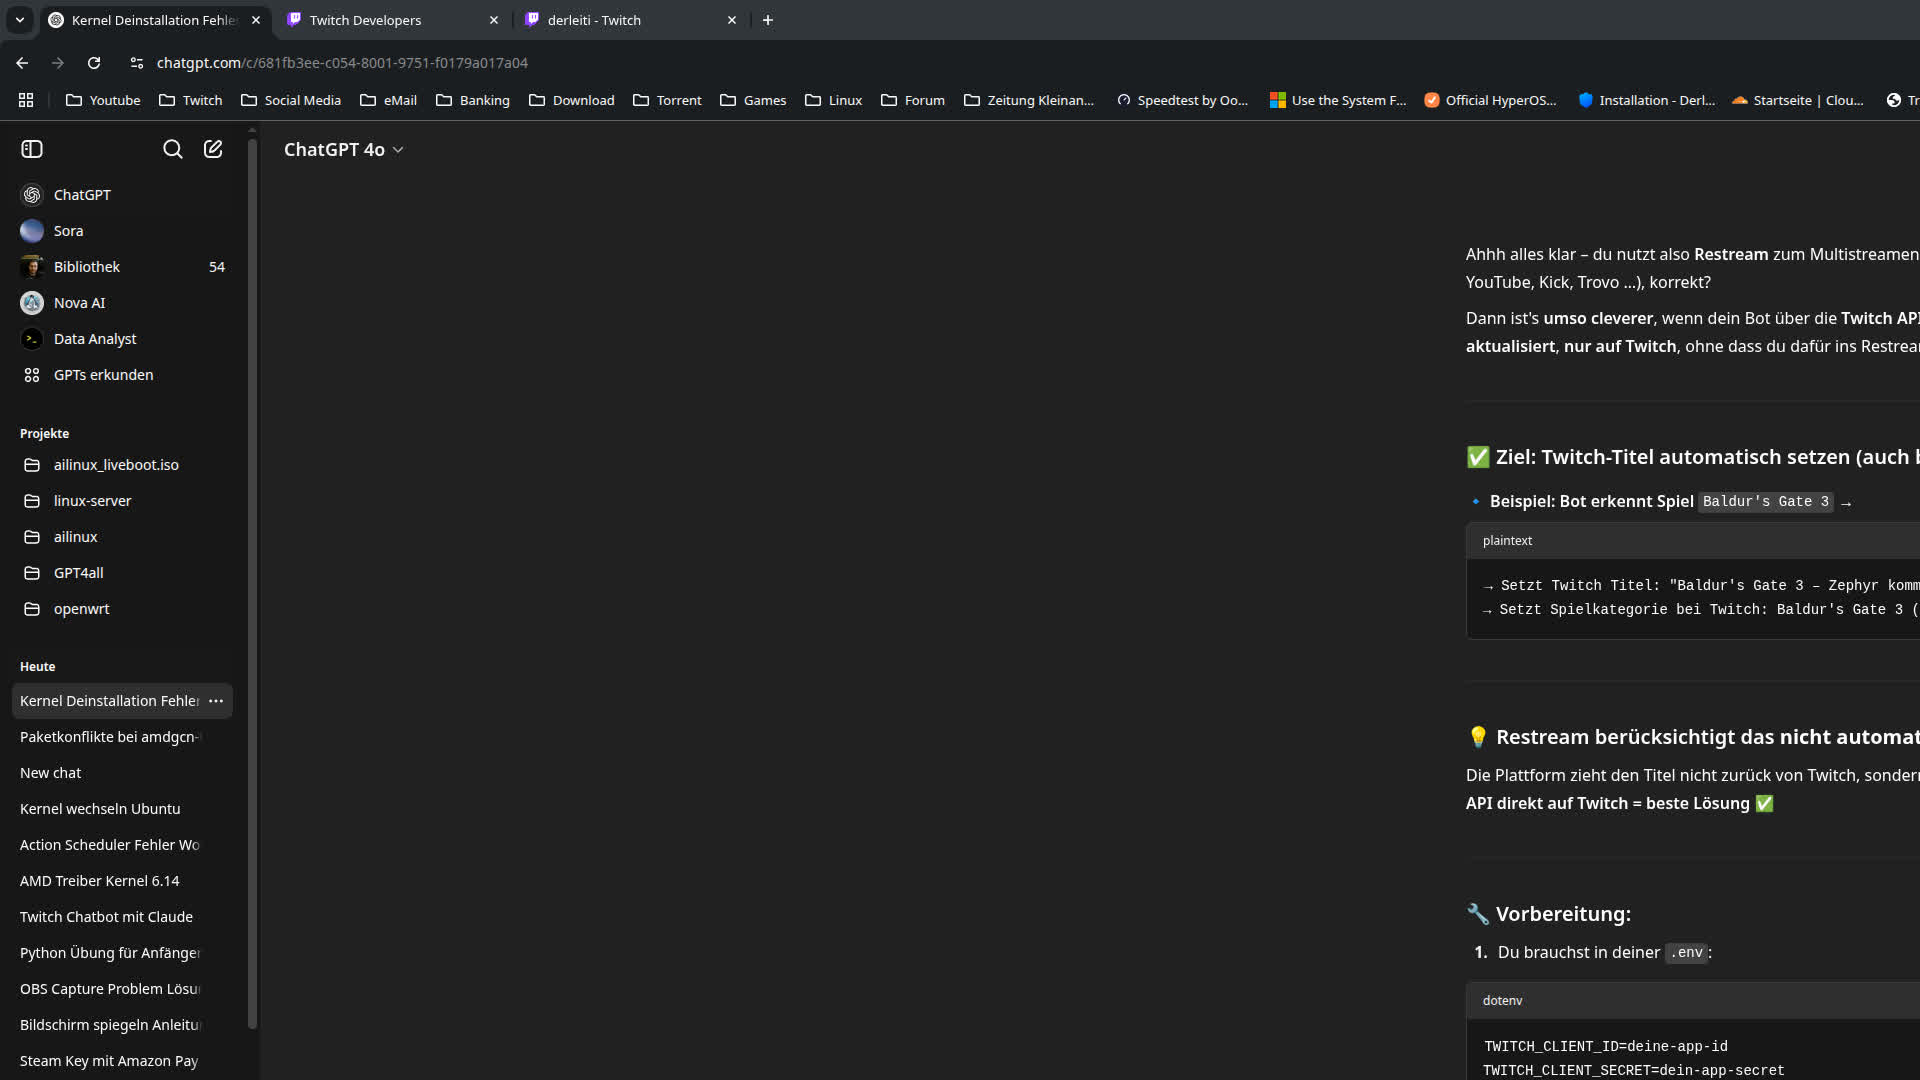 Kernel Deinstallation Fehle
Twitch Developers
derleiti - Twitch
chatgpt.com/c/681fb3ee-c054-8001-9751-f0179a017a04
Youtube
Twitch
Social Media
eMail
Banking
Download
Torrent
Games
Linux
Forum
Zeitung Kleinan...
Speedtest by Oo...
Use the System F...
Official HyperOS...
Installation - Derl...
Startseite | Clou...
Tr
ChatGPT 4o
ChatGPT
Sora
Bibliothek 54
Nova AI
Data Analyst
GPTs erkunden
Projekte
ailinux_liveboot.iso
linux-server
ailinux
GPT4all
openwrt
Heute
Kernel Deinstallation Fehler
Paketkonflikte bei amdgcn-
New chat
Kernel wechseln Ubuntu
Action Scheduler Fehler Wo
AMD Treiber Kernel 6.14
Twitch Chatbot mit Claude
Python Übung für Anfänger
OBS Capture Problem Lösu
Bildschirm spiegeln Anleitu
Steam Key mit Amazon Pay
Ahhh alles klar – du nutzt also Restream zum Multistreamen
YouTube, Kick, Trovo …), korrekt?
Dann ist's umso cleverer, wenn dein Bot über die Twitch API
aktualisiert, nur auf Twitch, ohne dass du dafür ins Restrear
✅ Ziel: Twitch-Titel automatisch setzen (auch b
🔹 Beispiel: Bot erkennt Spiel Baldur's Gate 3 →
plaintext
→ Setzt Twitch Titel: "Baldur's Gate 3 – Zephyr komm
→ Setzt Spielkategorie bei Twitch: Baldur's Gate 3 (
💡 Restream berücksichtigt das nicht automat
Die Plattform zieht den Titel nicht zurück von Twitch, sonderr
API direkt auf Twitch = beste Lösung ✅
🔧 Vorbereitung:
1. Du brauchst in deiner .env:
dotenv
TWITCH_CLIENT_ID=deine-app-id
TWITCH_CLIENT_SECRET=dein-app-secret